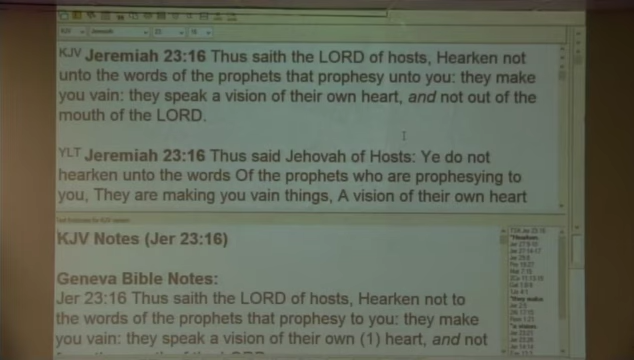 KJV
KJV Jeremiah 23:16 Thus saith the LORD of hosts, Hearken not
unto the words of the prophets that prophesy unto you: they make
you vain: they speak a vision of their own heart, and not out of the
mouth of the LORD.
YLT Jeremiah 23:16 Thus said Jehovah of Hosts: Ye do not
hearken unto the words Of the prophets who are prophesying to
you, They are making you vain things, A vision of their own heart
KJV Notes (Jer 23:16)
Geneva Bible Notes:
Jer 23:16 Thus saith the LORD of hosts, Hearken not to
the words of the prophets that prophesy to you: they make
you vain: they speak a vision of their own (1) heart, and not